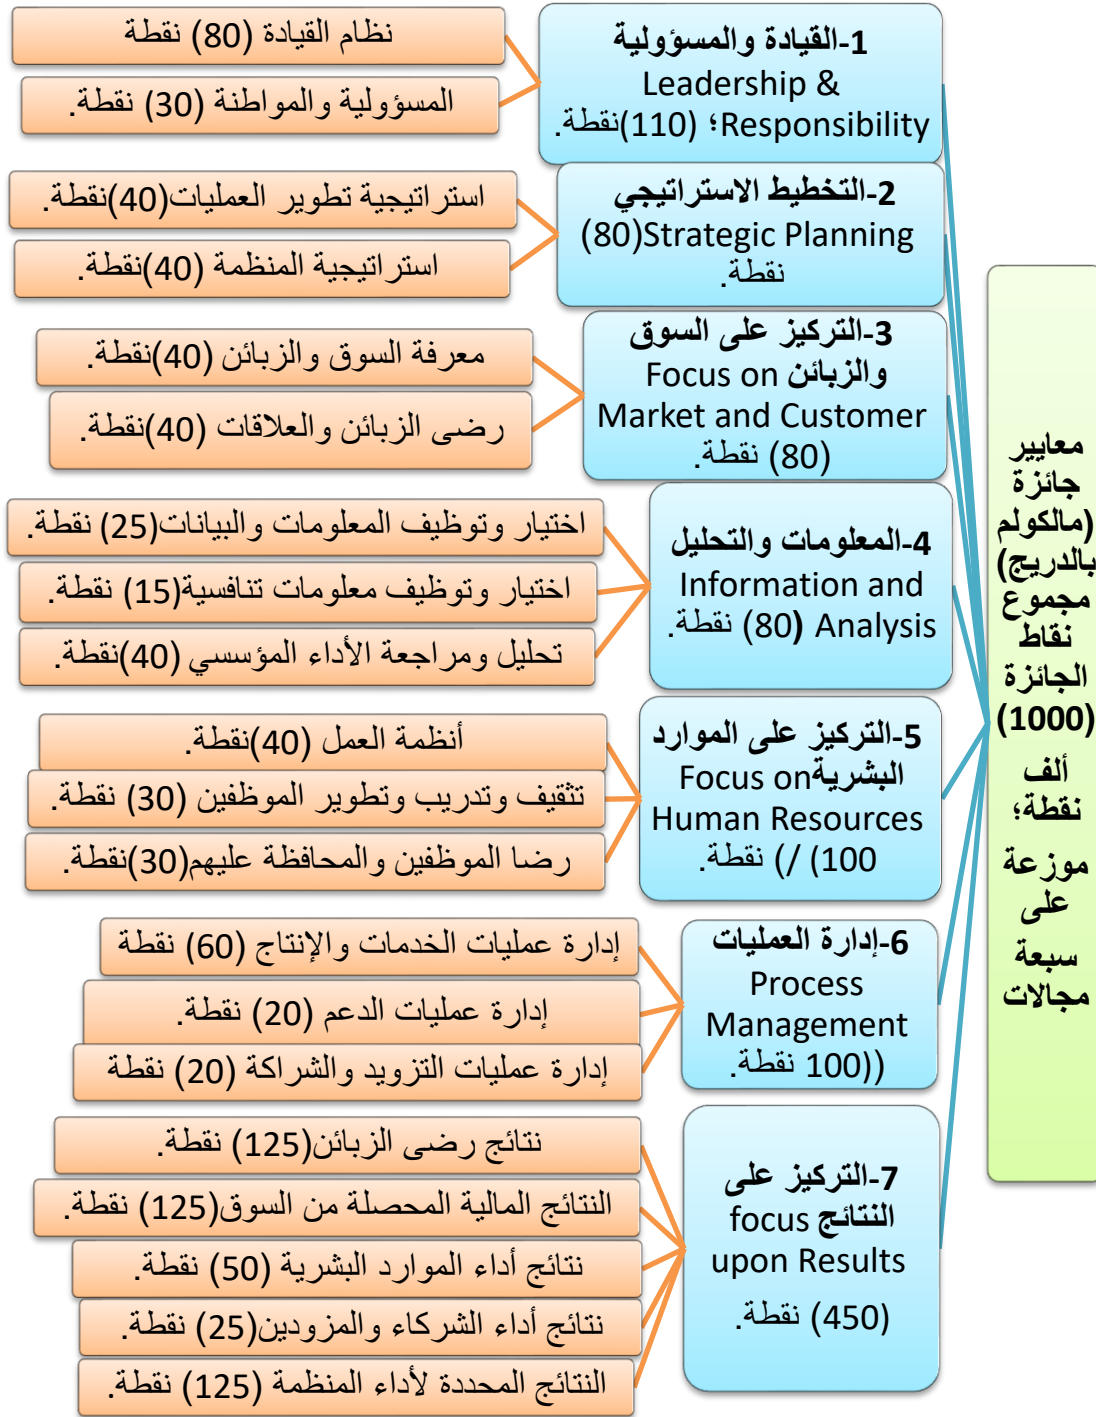 معايير
جائزة
(مالكولم
بالدريج)
مجموع
نقاط
الجائزة
(1000)
ألف
نقطة؛
موزعة
على
سبعة
مجالات
1-القيادة والمسؤولية
Leadership &
Responsibility؛ (110)نقطة.
نظام القيادة (80) نقطة
المسؤولية والمواطنة (30) نقطة.
2-التخطيط الاستراتيجي
Strategic Planning(80)
نقطة.
استراتيجية تطوير العمليات(40)نقطة.
استراتيجية المنظمة (40)نقطة.
3-التركيز على السوق
والزبائن Focus on
Market and Customer
(80) نقطة.
معرفة السوق والزبائن (40)نقطة.
رضى الزبائن والعلاقات (40)نقطة.
4-المعلومات والتحليل
Information and
Analysis (80) نقطة.
اختيار وتوظيف المعلومات والبيانات(25) نقطة.
اختيار وتوظيف معلومات تنافسية(15) نقطة.
تحليل ومراجعة الأداء المؤسسي (40)نقطة.
5-التركيز على الموارد
البشريةFocus on
Human Resources
100) /) نقطة.
أنظمة العمل (40)نقطة.
تثقيف وتدريب وتطوير الموظفين (30) نقطة.
رضا الموظفين والمحافظة عليهم(30)نقطة.
6-إدارة العمليات
Process
Management
((100 نقطة.
إدارة عمليات الخدمات والإنتاج (60) نقطة
إدارة عمليات الدعم (20) نقطة.
إدارة عمليات التزويد والشراكة (20) نقطة
7-التركيز على
النتائج focus
upon Results
(450) نقطة.
نتائج رضى الزبائن(125) نقطة.
النتائج المالية المحصلة من السوق(125) نقطة.
نتائج أداء الموارد البشرية (50) نقطة.
نتائج أداء الشركاء والمزودين(25) نقطة.
النتائج المحددة لأداء المنظمة (125) نقطة.